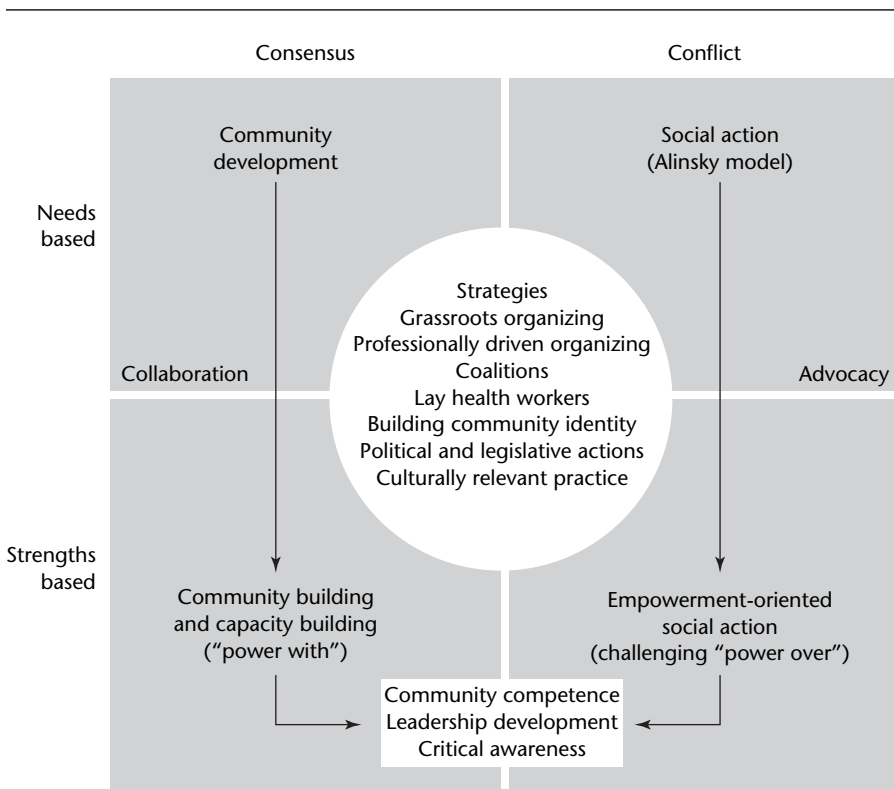 Consensus
Conflict
Community
development
Social action
(Alinsky model)
Needs
based
Strategies
Grassroots organizing
Professionally driven organizing
Coalitions
Lay health workers
Building community identity
Political and legislative actions
Culturally relevant practice
Collaboration
Advocacy
Strengths
based
Community building
and capacity building
(“power with”)
Empowerment-oriented
social action
(challenging “power over”)
Community competence
Leadership development
Critical awareness